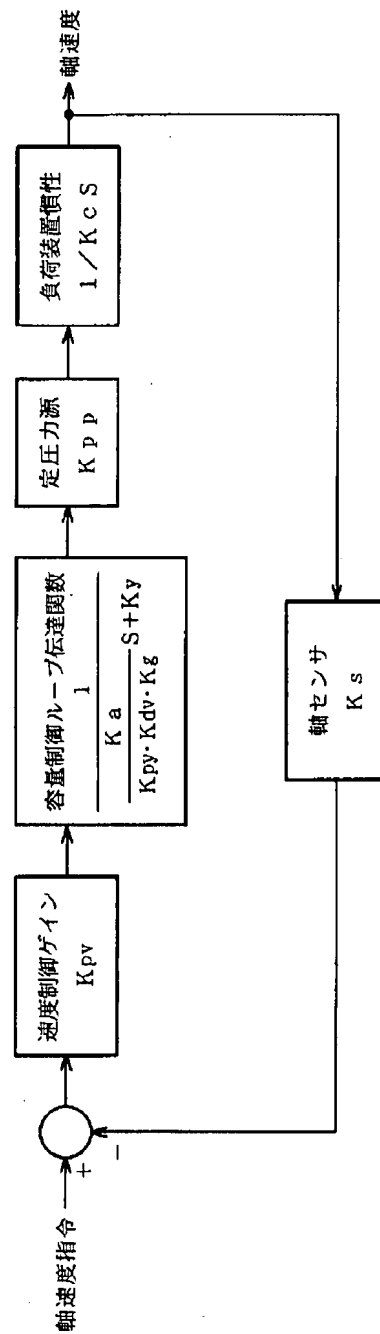 軸速度指令
+
−
速度制御ゲイン
Kpv
容量制御ループ伝達関数
1
Ka
Kpy·Kdv·Kg
S+Ky
定圧力源
Kpp
負荷装置慣性
1/KcS
軸速度
軸センサ
Ks